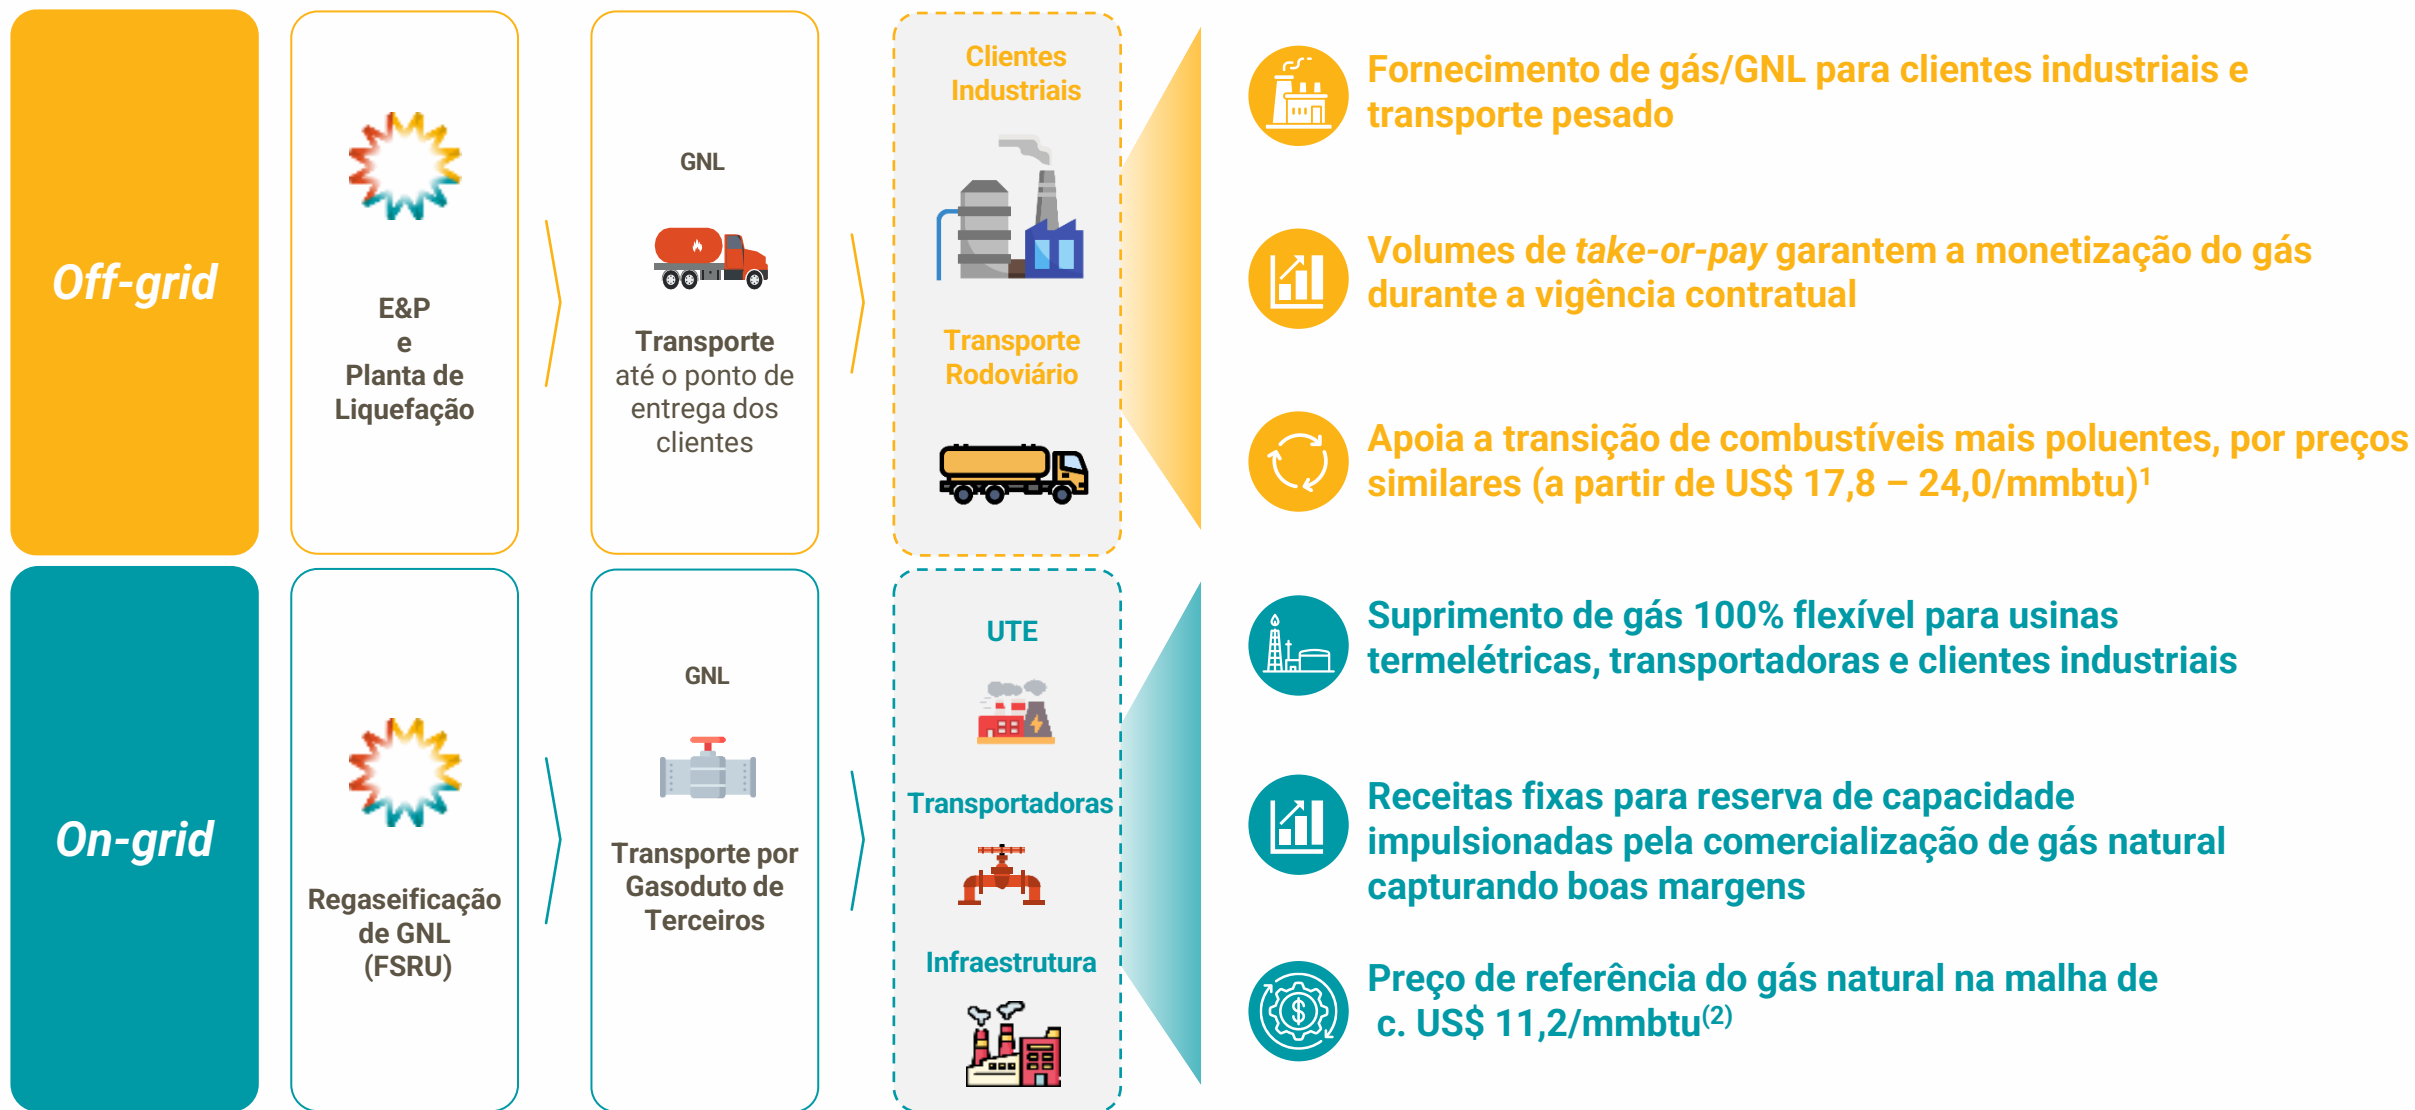 Off-grid
E&P
e
Planta de
Liquefação
GNL
Transporte
até o ponto de
entrega dos
clientes
Clientes
Industriais
Transporte
Rodoviário
Fornecimento de gás/GNL para clientes industriais e
transporte pesado
Volumes de take-or-pay garantem a monetização do gás
durante a vigência contratual
Apoia a transição de combustíveis mais poluentes, por preços
similares (a partir de US$ 17,8 – 24,0/mmbtu)¹
On-grid
Regaseificação
de GNL
(FSRU)
GNL
Transporte por
Gasoduto de
Terceiros
UTE
Transportadoras
Infraestrutura
Suprimento de gás 100% flexível para usinas
termelétricas, transportadoras e clientes industriais
Receitas fixas para reserva de capacidade
impulsionadas pela comercialização de gás natural
capturando boas margens
Preço de referência do gás natural na malha de
c. US$ 11,2/mmbtu⁽²⁾